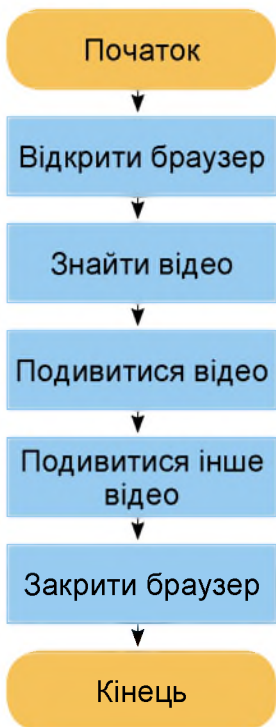 Початок
Відкрити браузер
Знайти відео
Подивитися відео
Подивитися інше
відео
Закрити браузер
Кінець